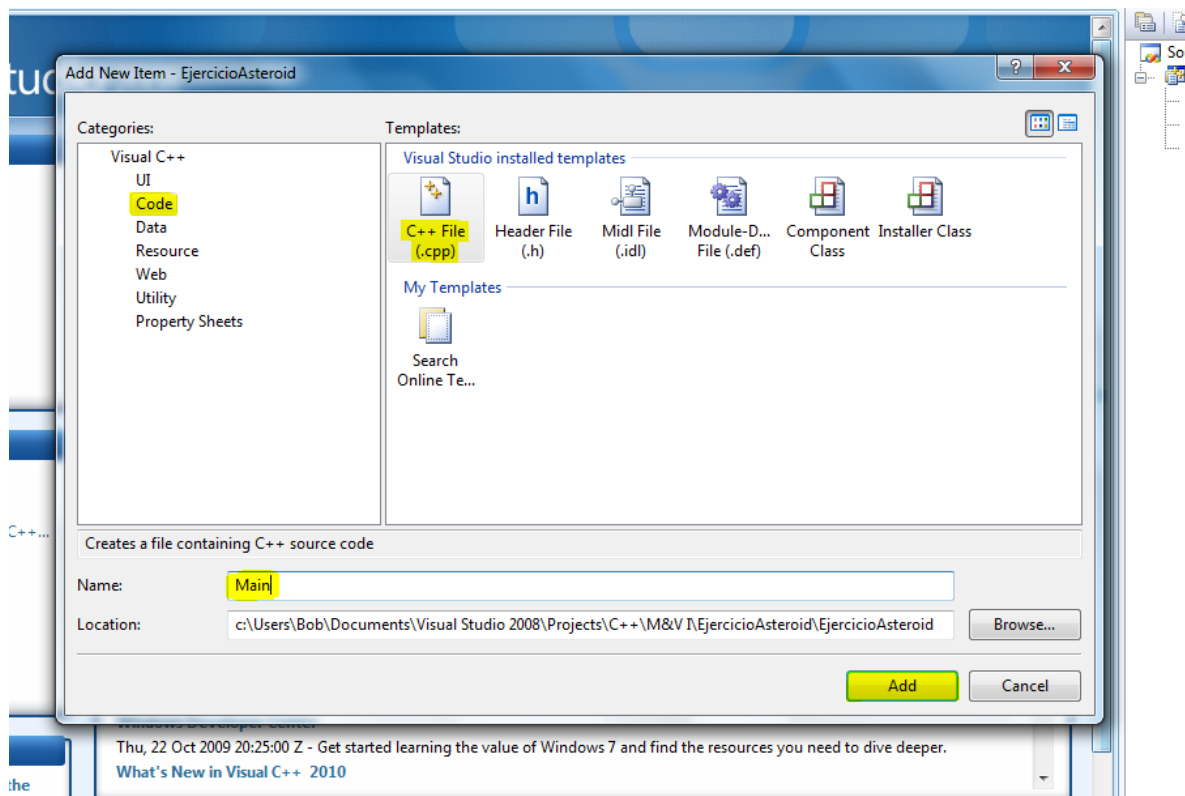 tud
Add New Item - EjercicioAsteroid
?
So
Categories:
Templates:
Visual C++
UI
Code
Data
Resource
Web
Utility
Property Sheets
Visual Studio installed templates
C++ File
(.cpp)
Header File
(.h)
Midl File
(.idl)
Module-D...
File (.def)
Component
Class
Installer Class
My Templates
Search
Online Te...
C++...
Creates a file containing C++ source code
Name:
Main
Location:
c:\Users\Bob\Documents\Visual Studio 2008\Projects\C++\M&V I\EjercicioAsteroid\EjercicioAsteroid
Browse...
Add
Cancel
Thu, 22 Oct 2009 20:25:00 Z - Get started learning the value of Windows 7 and find the resources you need to dive deeper.
What's New in Visual C++ 2010
the